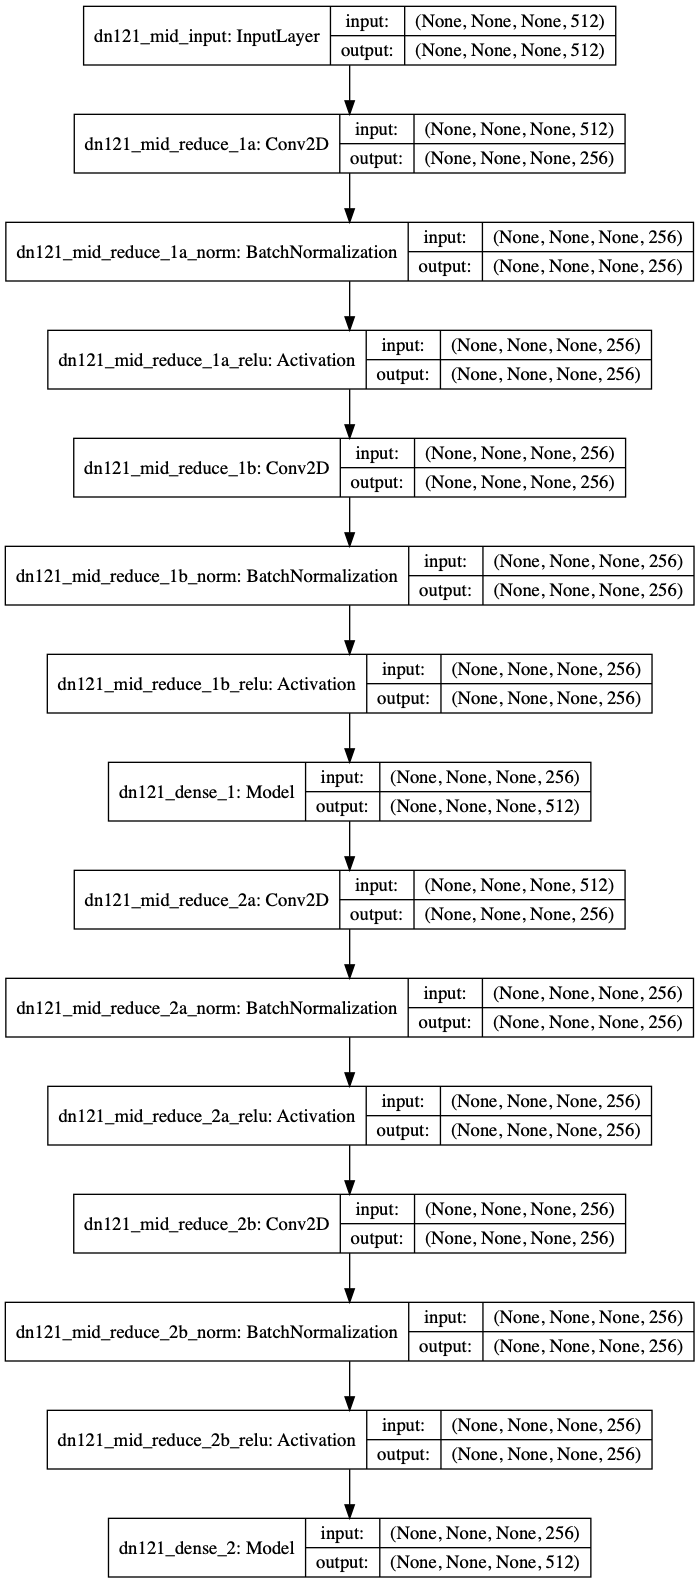 dn121_mid_input: InputLayer
input: (None, None, None, 512)
output: (None, None, None, 512)
dn121_mid_reduce_1a: Conv2D
input: (None, None, None, 512)
output: (None, None, None, 256)
dn121_mid_reduce_1a_norm: BatchNormalization
input: (None, None, None, 256)
output: (None, None, None, 256)
dn121_mid_reduce_1a_relu: Activation
input: (None, None, None, 256)
output: (None, None, None, 256)
dn121_mid_reduce_1b: Conv2D
input: (None, None, None, 256)
output: (None, None, None, 256)
dn121_mid_reduce_1b_norm: BatchNormalization
input: (None, None, None, 256)
output: (None, None, None, 256)
dn121_mid_reduce_1b_relu: Activation
input: (None, None, None, 256)
output: (None, None, None, 256)
dn121_dense_1: Model
input: (None, None, None, 256)
output: (None, None, None, 512)
dn121_mid_reduce_2a: Conv2D
input: (None, None, None, 512)
output: (None, None, None, 256)
dn121_mid_reduce_2a_norm: BatchNormalization
input: (None, None, None, 256)
output: (None, None, None, 256)
dn121_mid_reduce_2a_relu: Activation
input: (None, None, None, 256)
output: (None, None, None, 256)
dn121_mid_reduce_2b: Conv2D
input: (None, None, None, 256)
output: (None, None, None, 256)
dn121_mid_reduce_2b_norm: BatchNormalization
input: (None, None, None, 256)
output: (None, None, None, 256)
dn121_mid_reduce_2b_relu: Activation
input: (None, None, None, 256)
output: (None, None, None, 256)
dn121_dense_2: Model
input: (None, None, None, 256)
output: (None, None, None, 512)